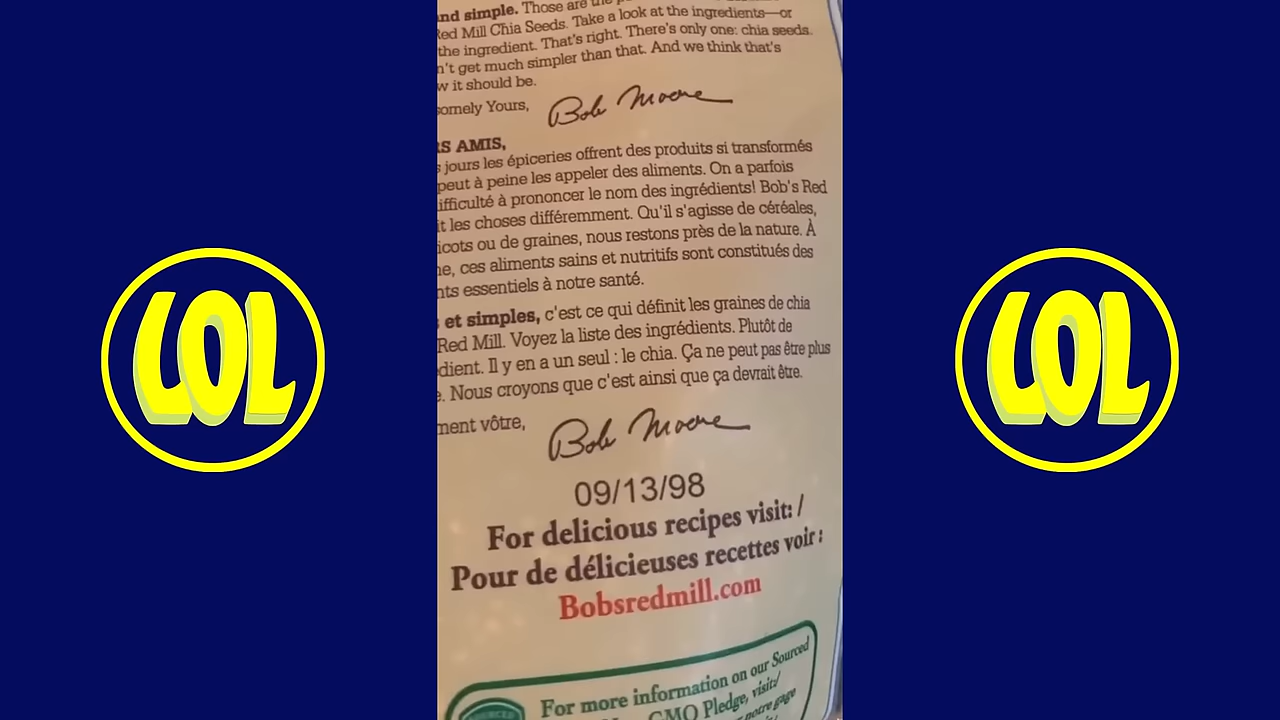 LOL
and simple. Those are the
Red Mill Chia Seeds. Take a look at the ingredients—or
the ingredient. That's right. There's only one: chia seeds.
n't get much simpler than that. And we think that's
w it should be.
somely Yours,
Bob Moore
RS AMIS,
s jours les épiceries offrent des produits si transformés
peut à peine les appeler des aliments. On a parfois
ifficulté à prononcer le nom des ingrédients! Bob's Red
it les choses différemment. Qu'il s'agisse de céréales,
icots ou de graines, nous restons près de la nature. À
ne, ces aliments sains et nutritifs sont constitués des
nts essentiels à notre santé.
et simples, c'est ce qui définit les graines de chia
Red Mill. Voyez la liste des ingrédients. Plutôt de
dient. Il y en a un seul : le chia. Ça ne peut pas être plus
e. Nous croyons que c'est ainsi que ça devrait être.
ment vôtre,
Bob Moore
09/13/98
For delicious recipes visit: /
Pour de délicieuses recettes voir :
Bobsredmill.com
For more information on our Sourced
GMO Pledge, visit:/
notre gage
LOL